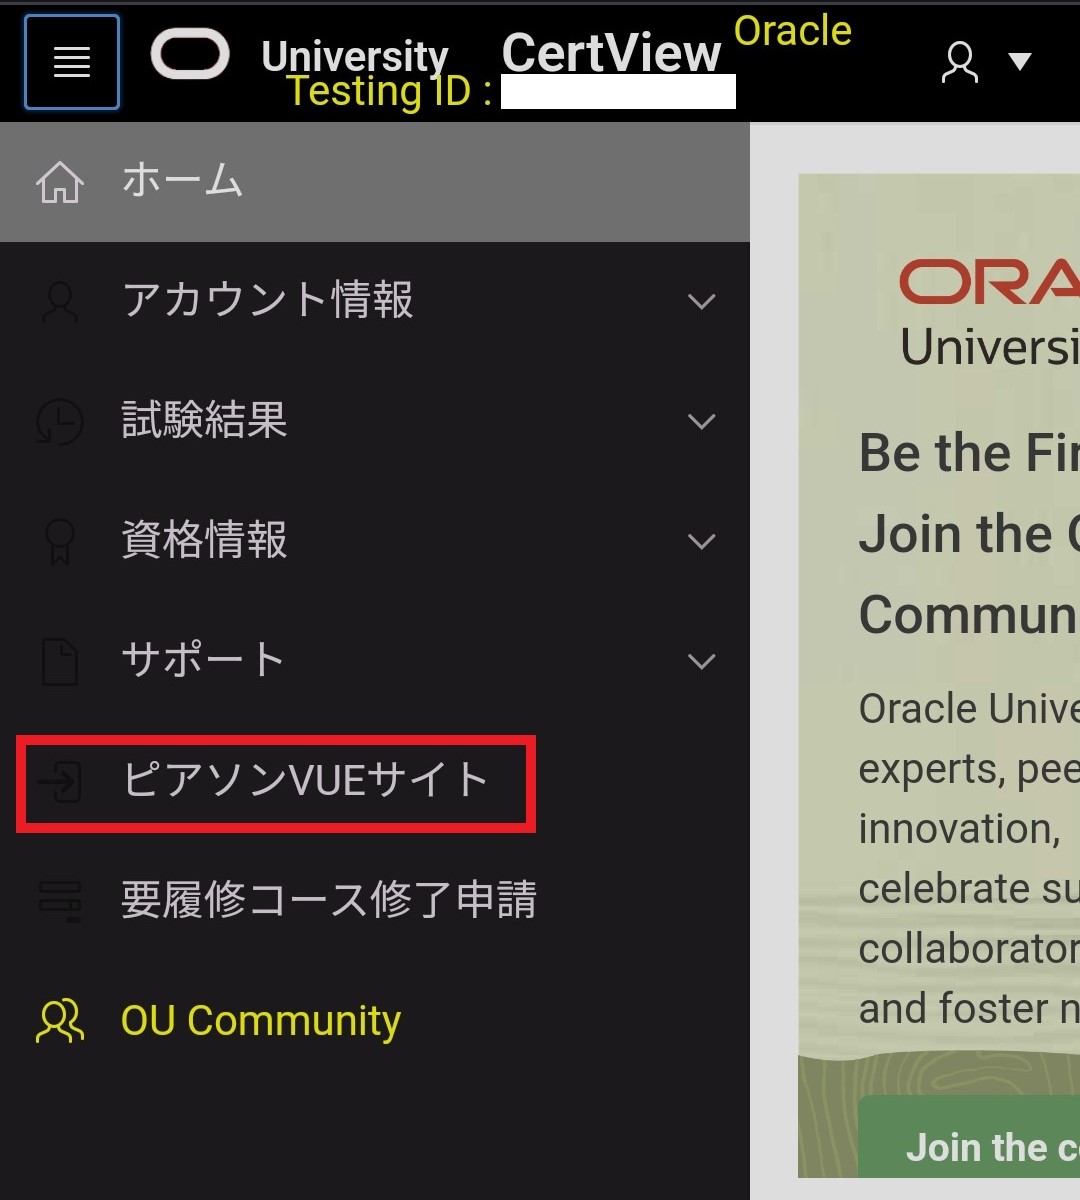 University CertView Oracle
Testing ID :
ホーム
アカウント情報
試験結果
資格情報
サポート
ピアソンVUEサイト
要履修コース修了申請
OU Community
ORA
Universi
Be the Fir
Join the
Commun
Oracle Unive
experts, pee
innovation,
celebrate su
collaborator
and foster n
Join the c